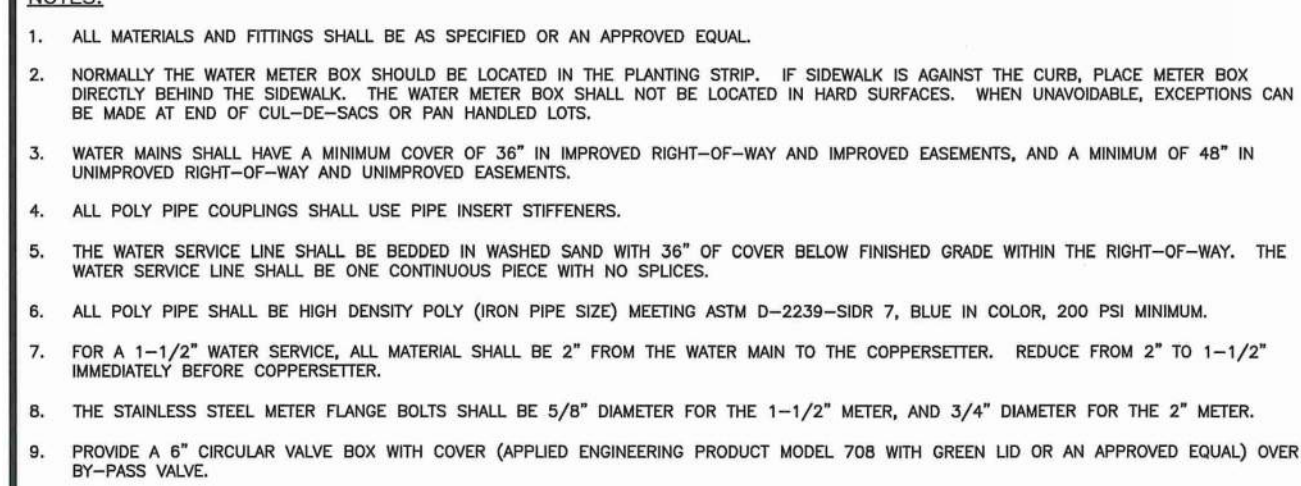 NOTES:
1. ALL MATERIALS AND FITTINGS SHALL BE AS SPECIFIED OR AN APPROVED EQUAL.
2. NORMALLY THE WATER METER BOX SHOULD BE LOCATED IN THE PLANTING STRIP. IF SIDEWALK IS AGAINST THE CURB, PLACE METER BOX
DIRECTLY BEHIND THE SIDEWALK. THE WATER METER BOX SHALL NOT BE LOCATED IN HARD SURFACES. WHEN UNAVOIDABLE, EXCEPTIONS CAN
BE MADE AT END OF CUL-DE-SACS OR PAN HANDLED LOTS.
3. WATER MAINS SHALL HAVE A MINIMUM COVER OF 36" IN IMPROVED RIGHT-OF-WAY AND IMPROVED EASEMENTS, AND A MINIMUM OF 48" IN
UNIMPROVED RIGHT-OF-WAY AND UNIMPROVED EASEMENTS.
4. ALL POLY PIPE COUPLINGS SHALL USE PIPE INSERT STIFFENERS.
5. THE WATER SERVICE LINE SHALL BE BEDDED IN WASHED SAND WITH 36" OF COVER BELOW FINISHED GRADE WITHIN THE RIGHT-OF-WAY. THE
WATER SERVICE LINE SHALL BE ONE CONTINUOUS PIECE WITH NO SPLICES.
6. ALL POLY PIPE SHALL BE HIGH DENSITY POLY (IRON PIPE SIZE) MEETING ASTM D-2239-SIDR 7, BLUE IN COLOR, 200 PSI MINIMUM.
7. FOR A 1-1/2" WATER SERVICE, ALL MATERIAL SHALL BE 2" FROM THE WATER MAIN TO THE COPPERSETTER. REDUCE FROM 2" TO 1-1/2"
IMMEDIATELY BEFORE COPPERSETTER.
8. THE STAINLESS STEEL METER FLANGE BOLTS SHALL BE 5/8" DIAMETER FOR THE 1-1/2" METER, AND 3/4" DIAMETER FOR THE 2" METER.
9. PROVIDE A 6" CIRCULAR VALVE BOX WITH COVER (APPLIED ENGINEERING PRODUCT MODEL 708 WITH GREEN LID OR AN APPROVED EQUAL) OVER
BY-PASS VALVE.